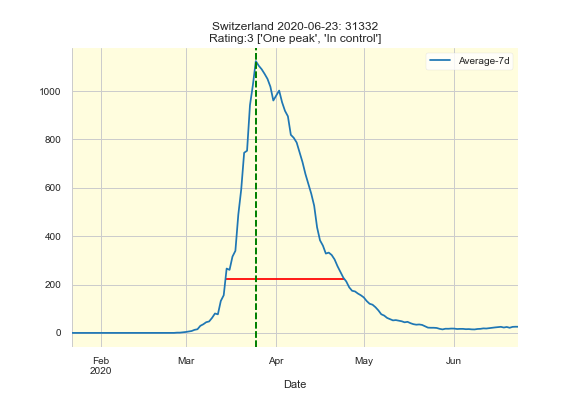 Switzerland 2020-06-23: 31332
Rating:3 ['One peak', 'In control']
Average-7d
1000
800
600
400
200
0
Feb Mar Apr May Jun
2020
Date